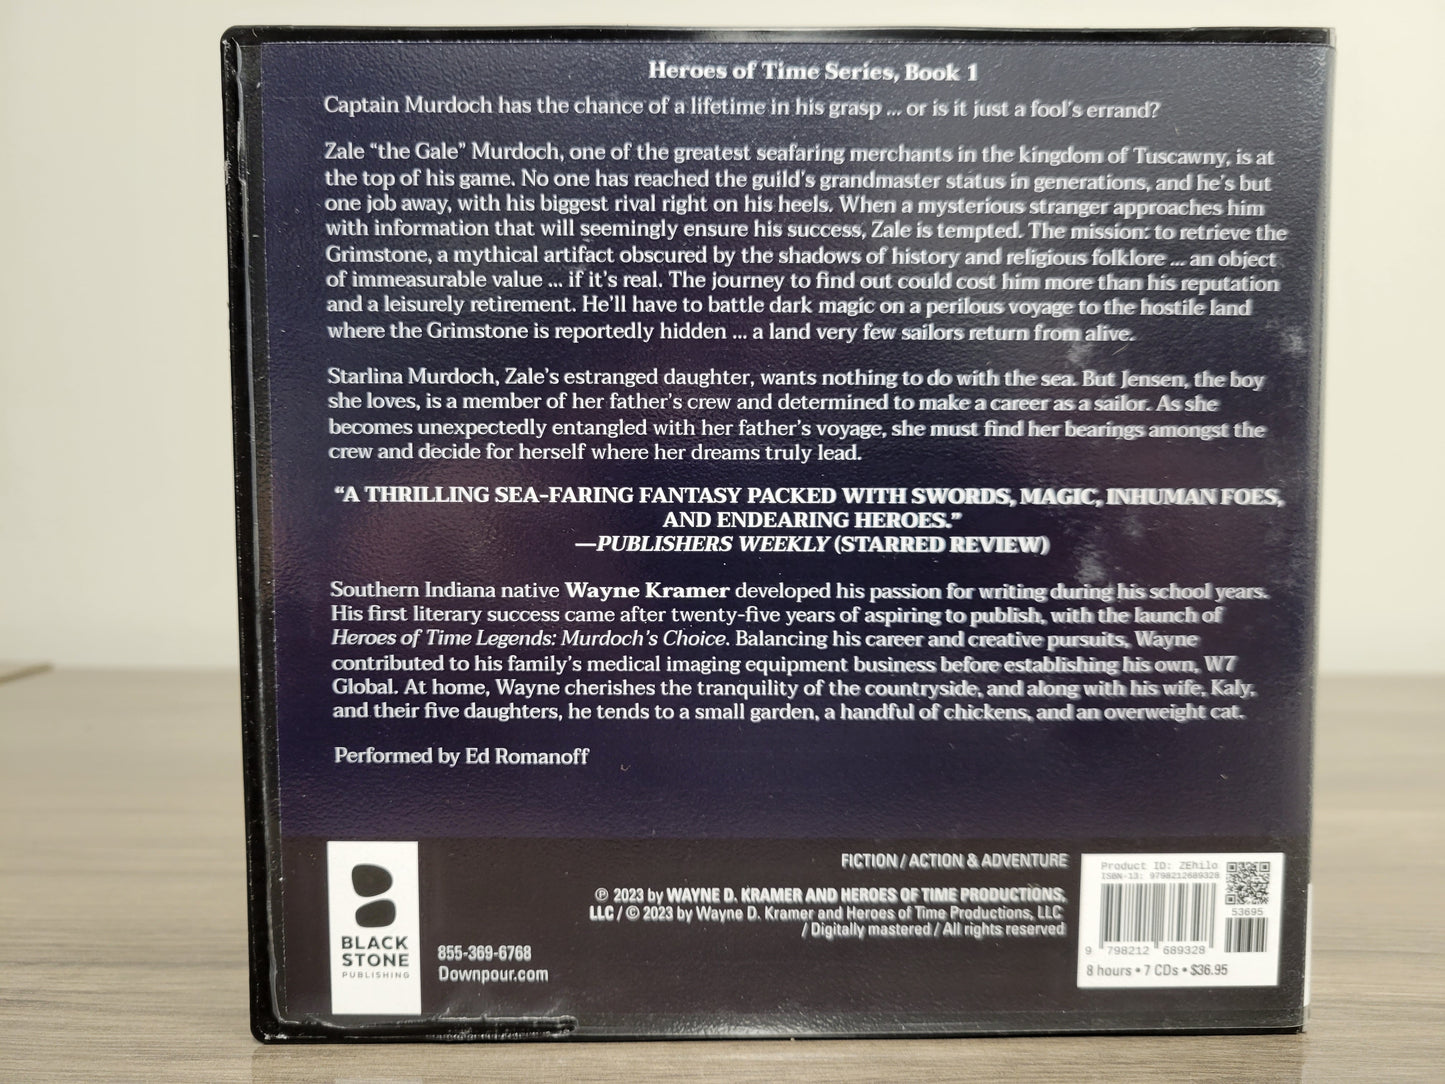 Heroes of Time Series, Book 1
Captain Murdoch has the chance of a lifetime in his grasp ... or is it just a fool's errand?
Zale “the Gale” Murdoch, one of the greatest seafaring merchants in the kingdom of Tuscawny, is at
the top of his game. No one has reached the guild's grandmaster status in generations, and he's but
one job away, with his biggest rival right on his heels. When a mysterious stranger approaches him
with information that will seemingly ensure his success, Zale is tempted. The mission: to retrieve the
Grimstone, a mythical artifact obscured by the shadows of history and religious folklore ... an object
of immeasurable value ... if it's real. The journey to find out could cost him more than his reputation
and a leisurely retirement. He'll have to battle dark magic on a perilous voyage to the hostile land
where the Grimstone is reportedly hidden ... a land very few sailors return from alive.
Starlina Murdoch, Zale's estranged daughter, wants nothing to do with the sea. But Jensen, the boy
she loves, is a member of her father's crew and determined to make a career as a sailor. As she
becomes unexpectedly entangled with her father's voyage, she must find her bearings amongst the
crew and decide for herself where her dreams truly lead.
“A THRILLING SEA-FARING FANTASY PACKED WITH SWORDS, MAGIC, INHUMAN FOES,
AND ENDEARING HEROES.”
—PUBLISHERS WEEKLY (STARRED REVIEW)
Southern Indiana native Wayne Kramer developed his passion for writing during his school years.
His first literary success came after twenty-five years of aspiring to publish, with the launch of
Heroes of Time Legends: Murdoch's Choice. Balancing his career and creative pursuits, Wayne
contributed to his family's medical imaging equipment business before establishing his own, W7
Global. At home, Wayne cherishes the tranquility of the countryside, and along with his wife, Kaly,
and their five daughters, he tends to a small garden, a handful of chickens, and an overweight cat.
Performed by Ed Romanoff
BLACK
STONE
PUBLISHING
855-369-6768
Downpour.com
FICTION / ACTION & ADVENTURE
℗ 2023 by WAYNE D. KRAMER AND HEROES OF TIME PRODUCTIONS,
LLC / © 2023 by Wayne D. Kramer and Heroes of Time Productions, LLC
/ Digitally mastered / All rights reserved
Product ID: ZEhilo
ISBN-13: 9798212689328
53695
9 798212 689328
8 hours • 7 CDs • $36.95